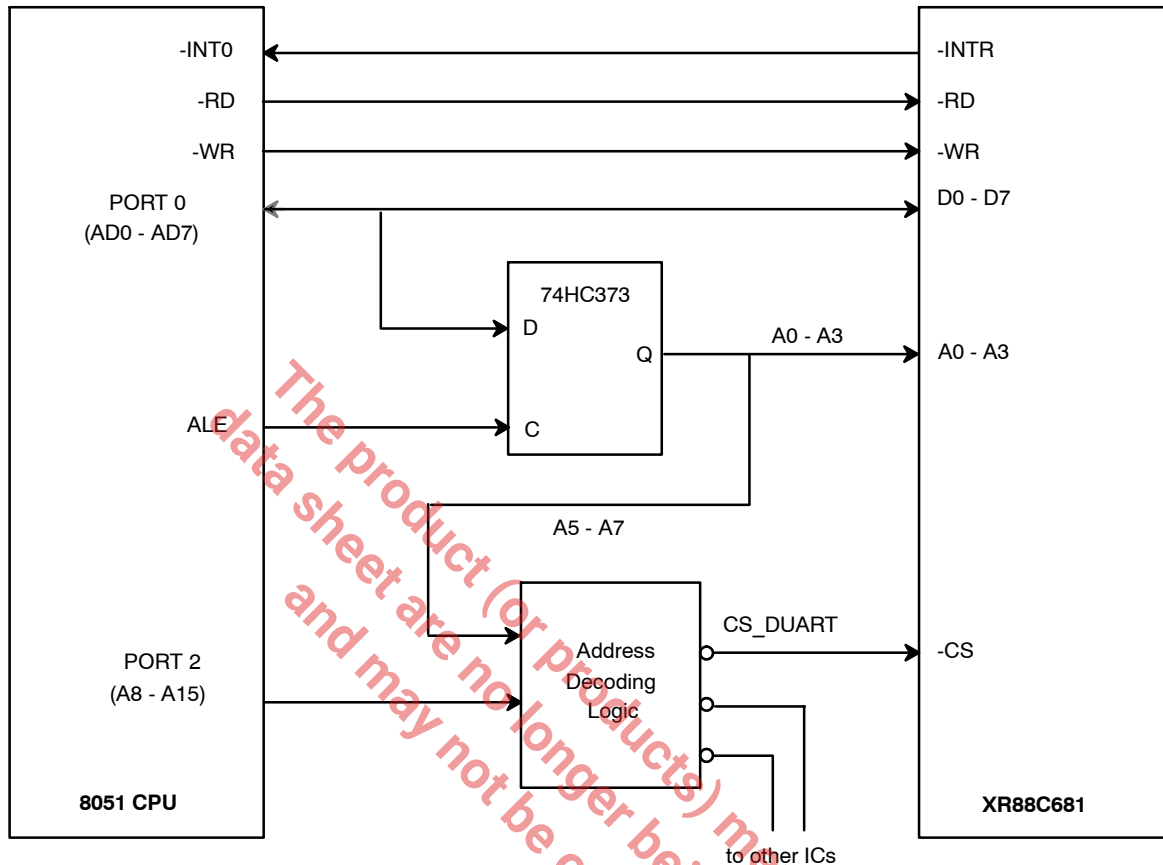 -INT0
-RD
-WR
PORT 0
(AD0 - AD7)
ALE
PORT 2
(A8 - A15)
8051 CPU
74HC373
D
Q
C
A0 - A3
A5 - A7
Address
Decoding
Logic
CS_DUART
to other ICs
-INTR
-RD
-WR
D0 - D7
A0 - A3
-CS
XR88C681
The product (or products)
data sheet are no longer
and may not be